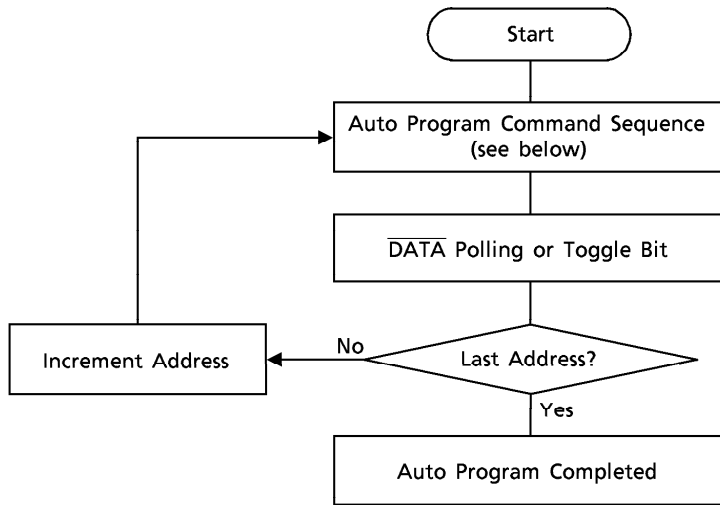 Start
Auto Program Command Sequence
(see below)
D̅A̅T̅A̅ Polling or Toggle Bit
No
Increment Address
Last Address?
Yes
Auto Program Completed